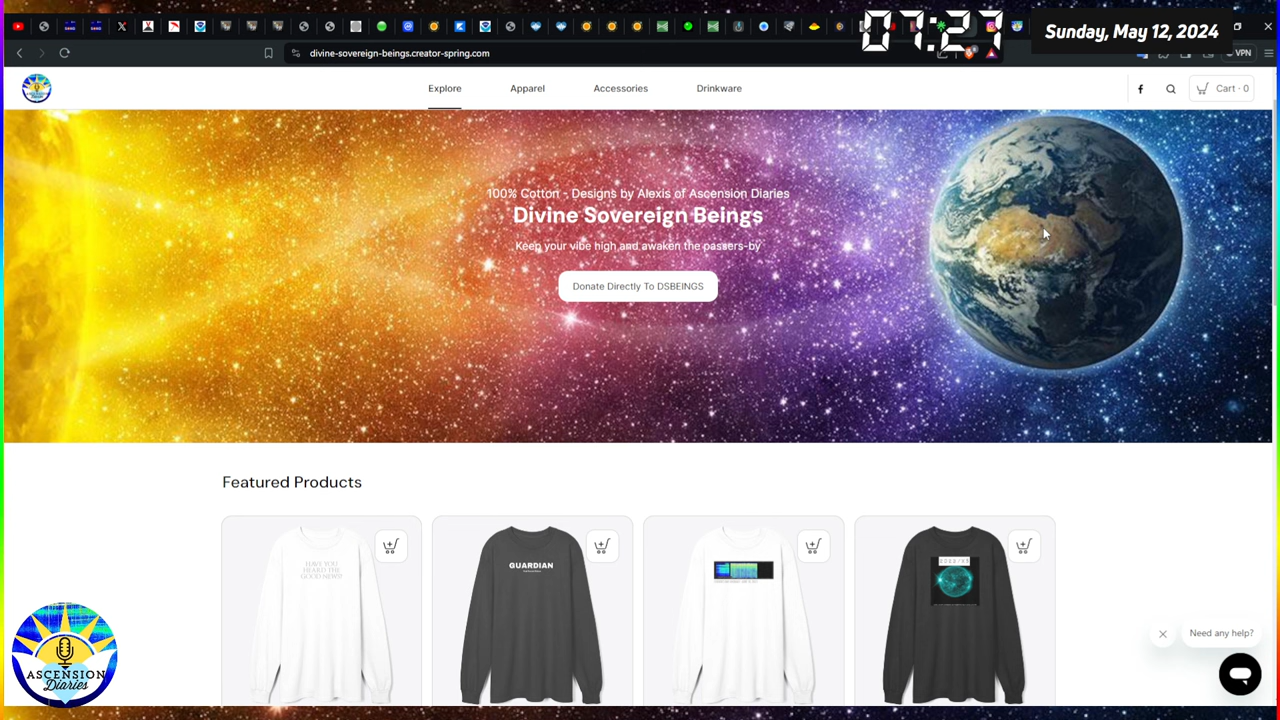 07:27
Sunday, May 12, 2024
divine-sovereign-beings.creator-spring.com
VPN
Explore
Apparel
Accessories
Drinkware
Cart · 0
100% Cotton - Designs by Alexis of Ascension Diaries
Divine Sovereign Beings
Keep your vibe high and awaken the passers-by
Donate Directly To DSBEINGS
Featured Products
HAVE YOU
HEARD THE
GOOD NEWS?
GUARDIAN
Need any help?
ASCENSION
Diaries